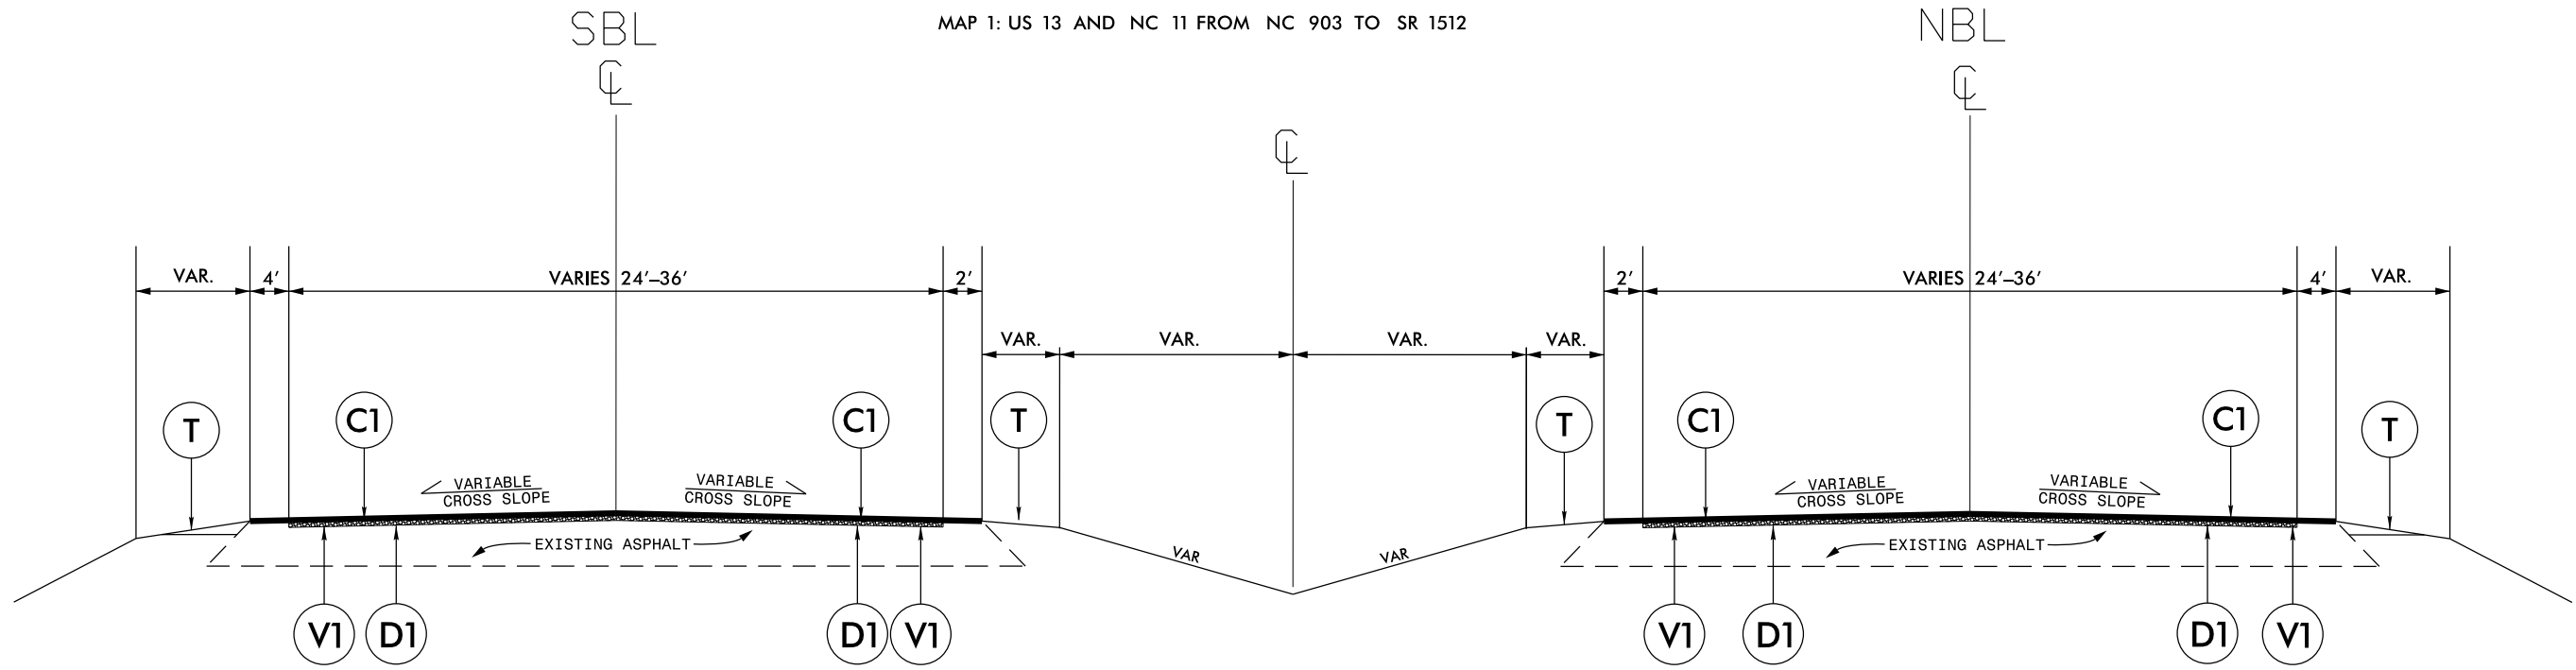 MAP 1: US 13 AND NC 11 FROM NC 903 TO SR 1512
SBL
NBL
CL
CL
CL
VAR.
4'
VARIES 24'–36'
2'
2'
VARIES 24'–36'
4'
VAR.
VAR.
VAR.
VAR.
VAR.
T
C1
C1
T
T
C1
C1
T
VARIABLE
CROSS SLOPE
VARIABLE
CROSS SLOPE
VARIABLE
CROSS SLOPE
VARIABLE
CROSS SLOPE
EXISTING ASPHALT
VAR
VAR
EXISTING ASPHALT
V1
D1
D1
V1
V1
D1
D1
V1